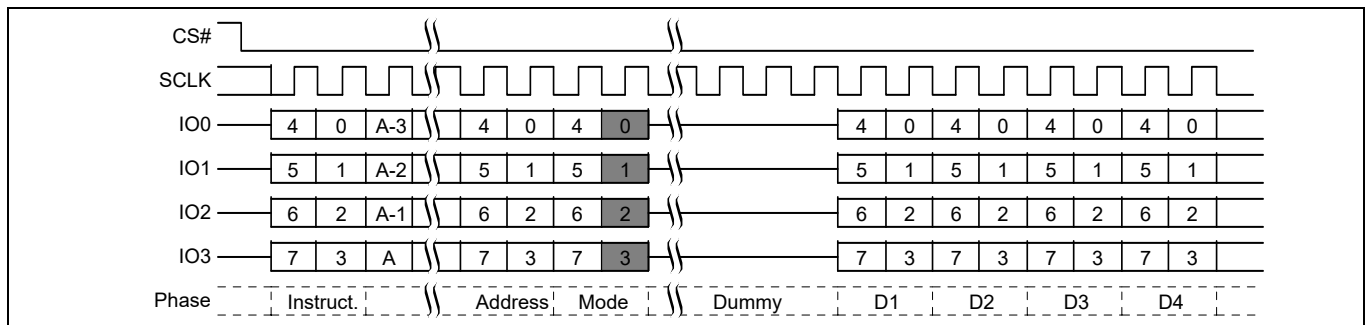 CS#
SCLK
IO0 4 0 A-3 4 0 4 0 4 0 4 0 4 0 4 0
IO1 5 1 A-2 5 1 5 1 5 1 5 1 5 1 5 1
IO2 6 2 A-1 6 2 6 2 6 2 6 2 6 2 6 2
IO3 7 3 A 7 3 7 3 7 3 7 3 7 3 7 3
Phase Instruct. Address Mode Dummy D1 D2 D3 D4